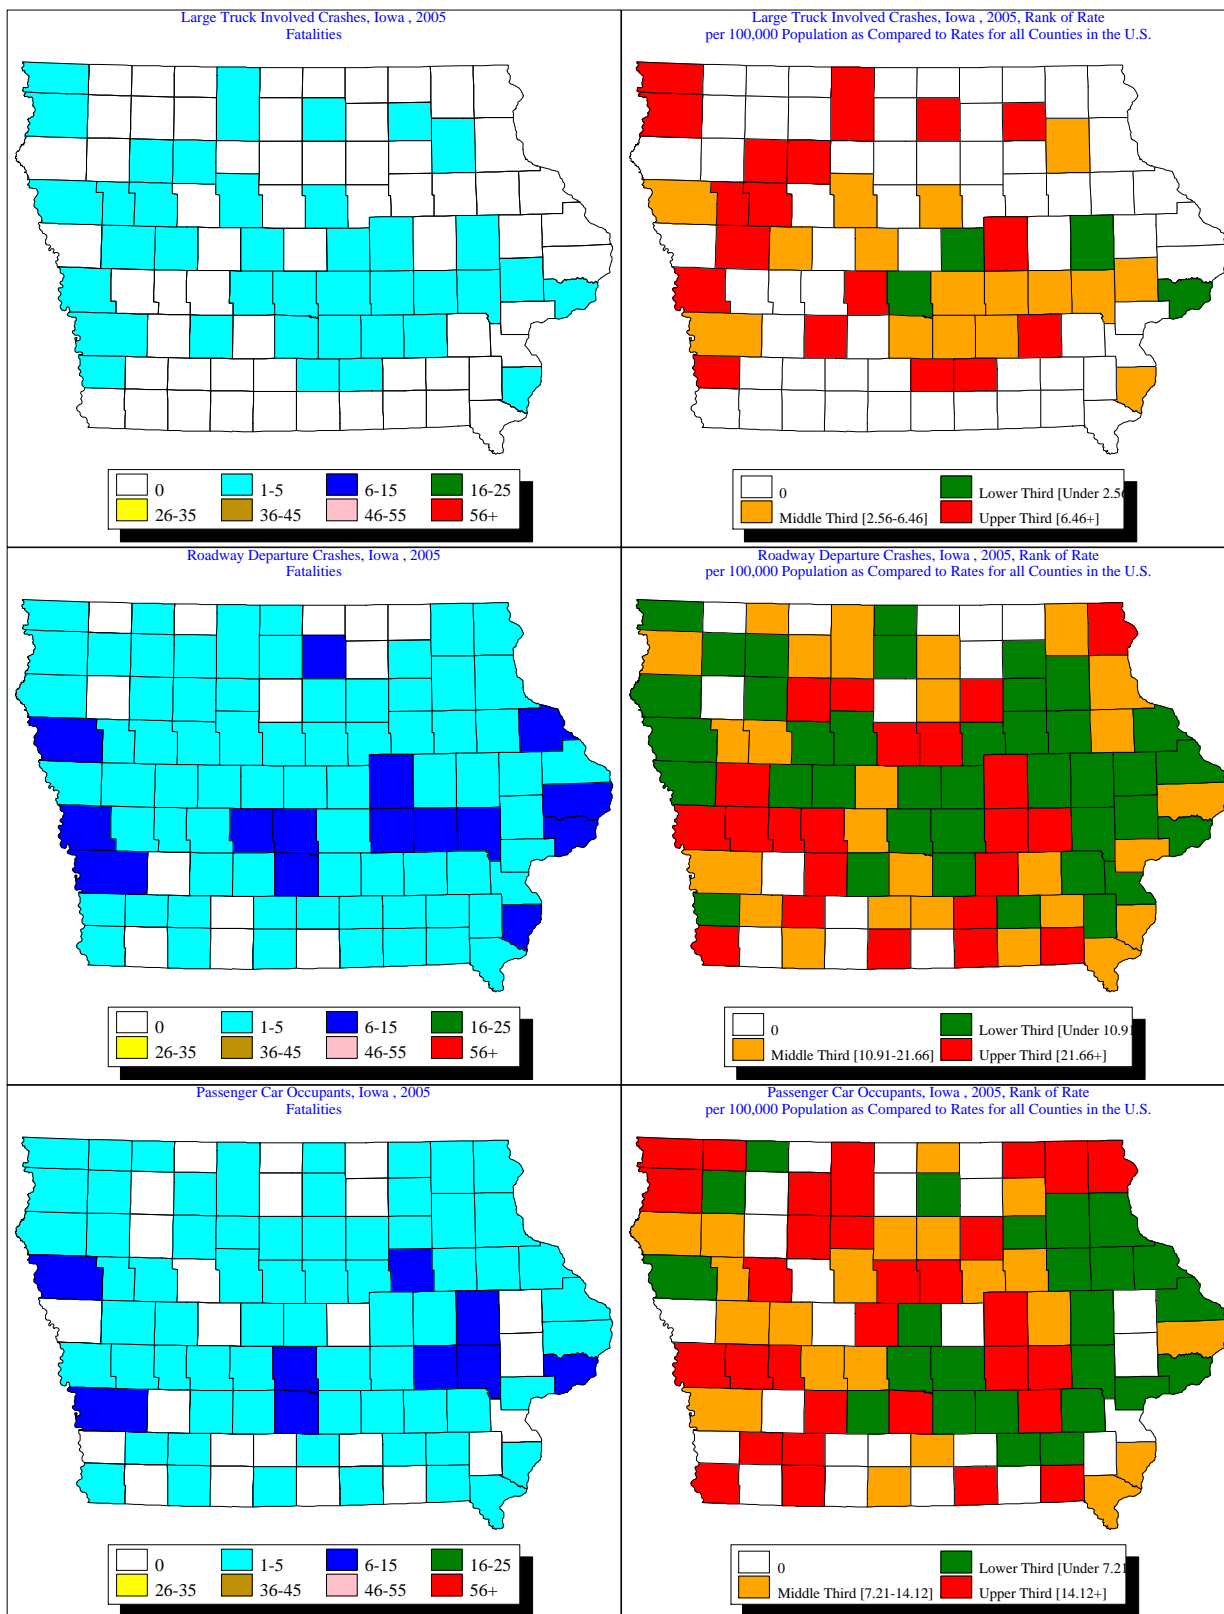 Large Truck Involved Crashes, Iowa , 2005
Fatalities
0
1-5
6-15
16-25
26-35
36-45
46-55
56+
Large Truck Involved Crashes, Iowa , 2005, Rank of Rate
per 100,000 Population as Compared to Rates for all Counties in the U.S.
0
Lower Third [Under 2.56
Middle Third [2.56-6.46]
Upper Third [6.46+]
Roadway Departure Crashes, Iowa , 2005
Fatalities
0
1-5
6-15
16-25
26-35
36-45
46-55
56+
Roadway Departure Crashes, Iowa , 2005, Rank of Rate
per 100,000 Population as Compared to Rates for all Counties in the U.S.
0
Lower Third [Under 10.91
Middle Third [10.91-21.66]
Upper Third [21.66+]
Passenger Car Occupants, Iowa , 2005
Fatalities
0
1-5
6-15
16-25
26-35
36-45
46-55
56+
Passenger Car Occupants, Iowa , 2005, Rank of Rate
per 100,000 Population as Compared to Rates for all Counties in the U.S.
0
Lower Third [Under 7.21
Middle Third [7.21-14.12]
Upper Third [14.12+]